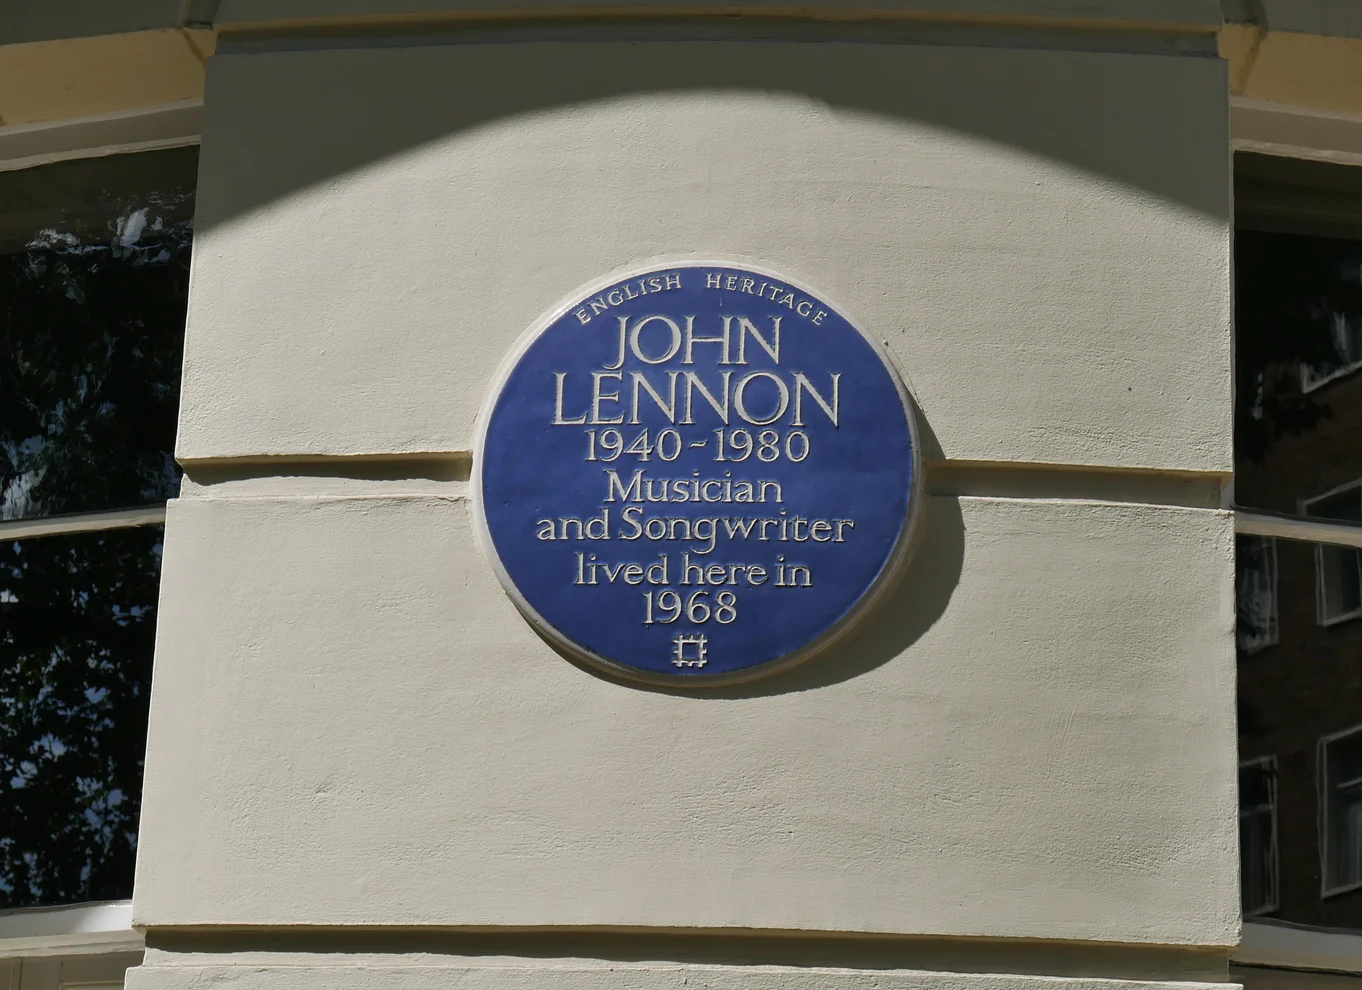 ENGLISH HERITAGE
JOHN
LENNON
1940-1980
Musician
and Songwriter
lived here in
1968